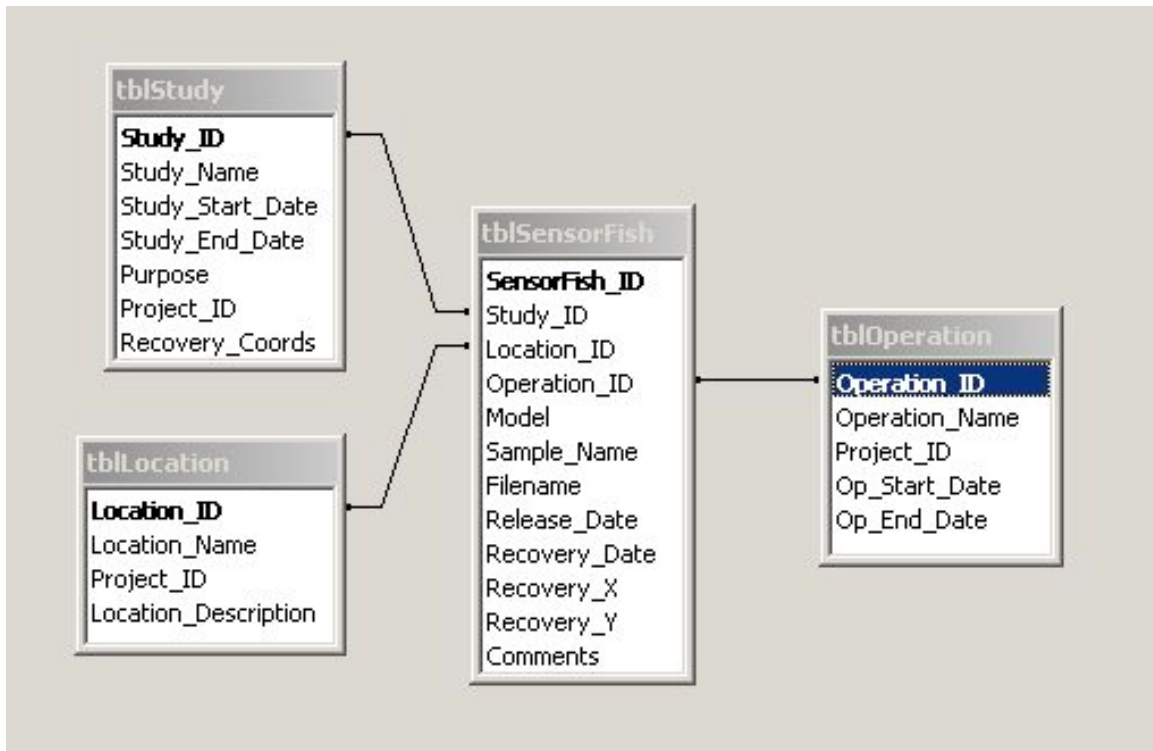 tblStudy
Study_ID
Study_Name
Study_Start_Date
Study_End_Date
Purpose
Project_ID
Recovery_Coords
tblLocation
Location_ID
Location_Name
Project_ID
Location_Description
tblSensorFish
SensorFish_ID
Study_ID
Location_ID
Operation_ID
Model
Sample_Name
Filename
Release_Date
Recovery_Date
Recovery_X
Recovery_Y
Comments
tblOperation
Operation_ID
Operation_Name
Project_ID
Op_Start_Date
Op_End_Date